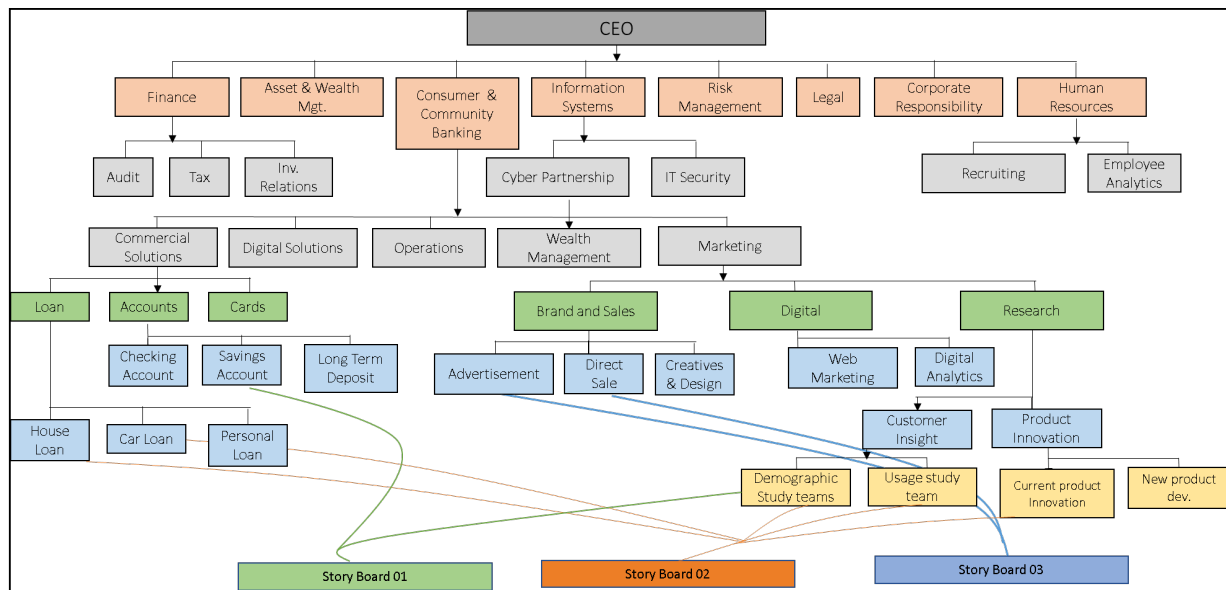 CEO
Finance
Asset & Wealth
Mgt.
Consumer &
Community
Banking
Information
Systems
Risk
Management
Legal
Corporate
Responsibility
Human
Resources
Audit
Tax
Inv.
Relations
Cyber Partnership
IT Security
Recruiting
Employee
Analytics
Commercial
Solutions
Digital Solutions
Operations
Wealth
Management
Marketing
Loan
Accounts
Cards
Brand and Sales
Digital
Research
Checking
Account
Savings
Account
Long Term
Deposit
Advertisement
Direct
Sale
Creatives
& Design
Web
Marketing
Digital
Analytics
House
Loan
Car Loan
Personal
Loan
Customer
Insight
Product
Innovation
Demographic
Study teams
Usage study
team
Current product
Innovation
New product
dev.
Story Board 01
Story Board 02
Story Board 03